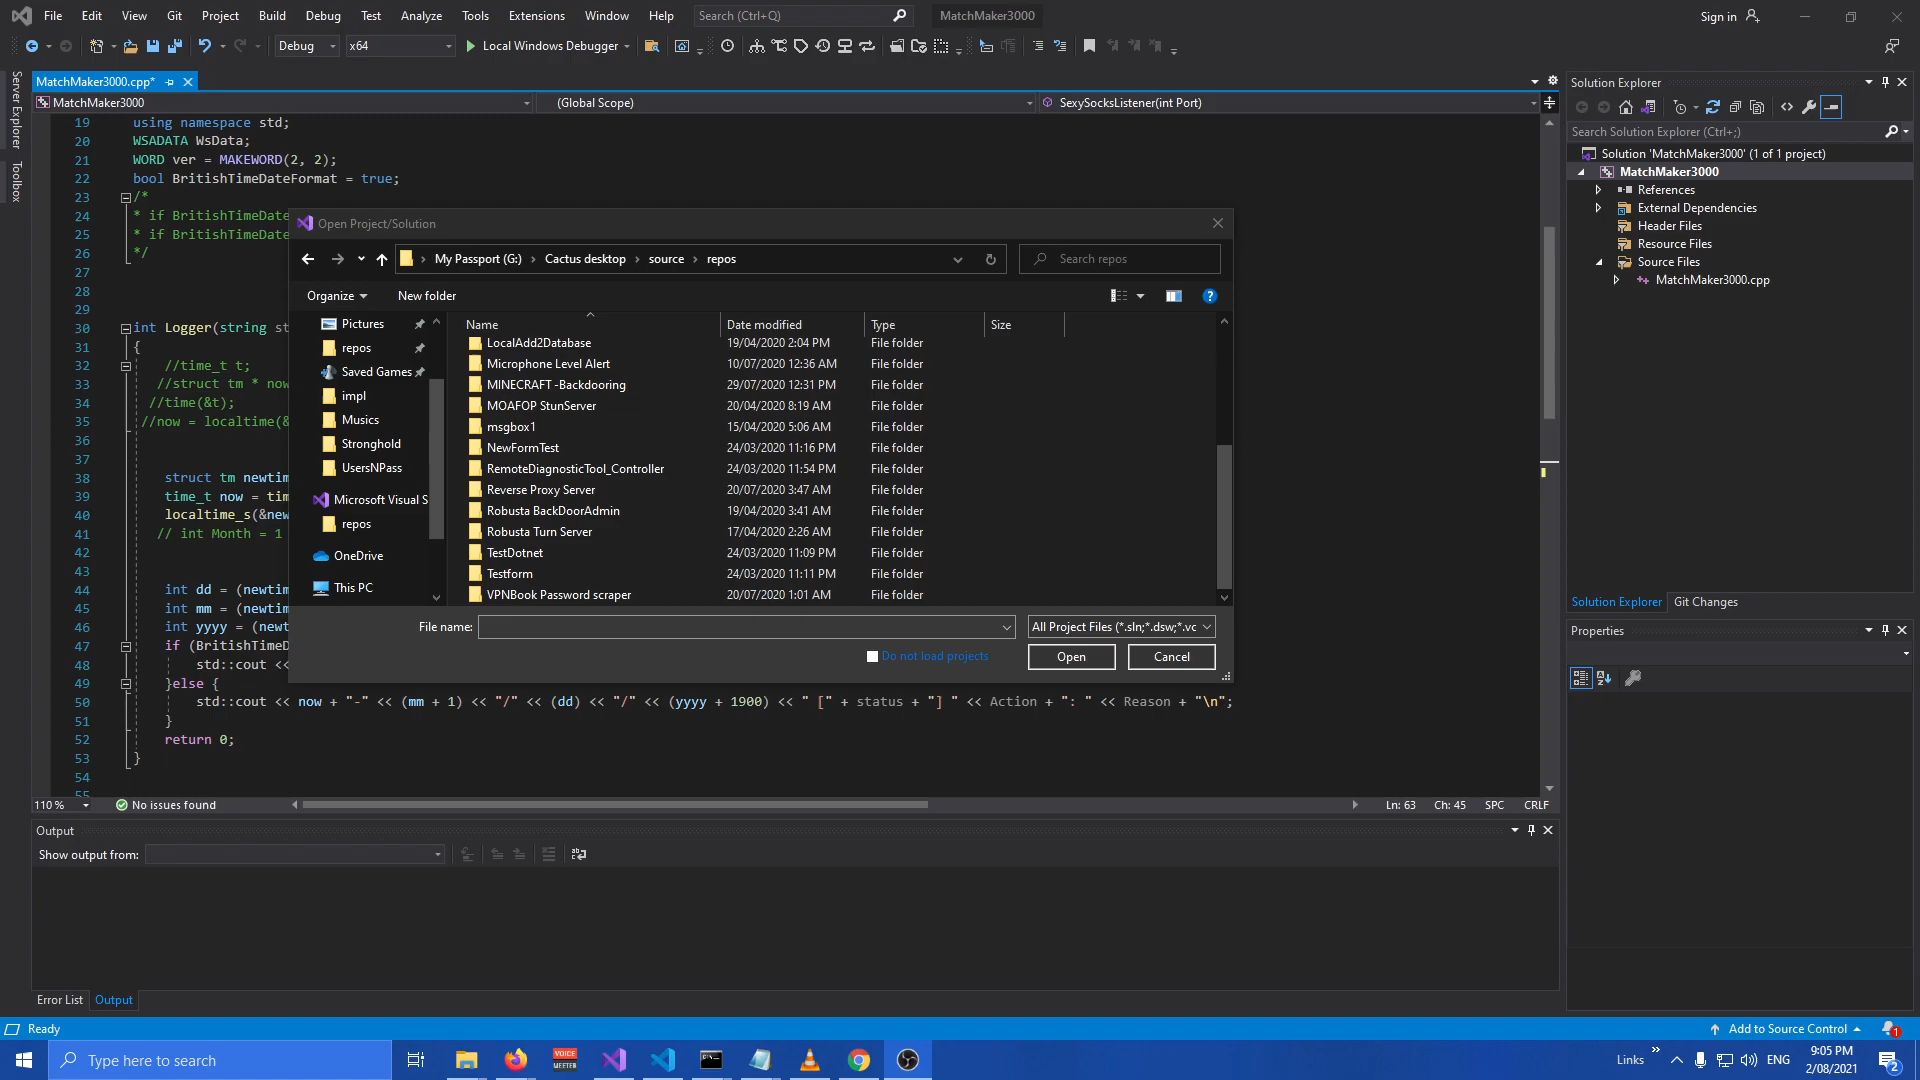 File Edit View Git Project Build Debug Test Analyze Tools Extensions Window Help Search (Ctrl+Q) MatchMaker3000 Sign in
Debug x64 Local Windows Debugger
Server Explorer
Toolbox
MatchMaker3000.cpp*
MatchMaker3000 (Global Scope) SexySocksListener(int Port)
19 using namespace std;
20 WSADATA WsData;
21 WORD ver = MAKEWORD(2, 2);
22 bool BritishTimeDateFormat = true;
23 /*
24 * if BritishTimeDate
25 * if BritishTimeDate
26 */
27
28
29
30 int Logger(string st
31 {
32 //time_t t;
33 //struct tm * now
34 //time(&t);
35 //now = localtime(&
36
37
38 struct tm newtim
39 time_t now = tim
40 localtime_s(&new
41 // int Month = 1
42
43
44 int dd = (newtim
45 int mm = (newtim
46 int yyyy = (newt
47 if (BritishTimeD
48 std::cout <<
49 }else {
50 std::cout << now + "-" << (mm + 1) << "/" << (dd) << "/" << (yyyy + 1900) << " [" + status + "] " << Action + ": " << Reason + "\n";
51 }
52 return 0;
53 }
54
55
Open Project/Solution
My Passport (G:) › Cactus desktop › source › repos
Search repos
Organize New folder
Pictures
repos
Saved Games
impl
Musics
Stronghold
UsersNPass
Microsoft Visual S
repos
OneDrive
This PC
Name Date modified Type Size
LocalAdd2Database 19/04/2020 2:04 PM File folder
Microphone Level Alert 10/07/2020 12:36 AM File folder
MINECRAFT -Backdooring 29/07/2020 12:31 PM File folder
MOAFOP StunServer 20/04/2020 8:19 AM File folder
msgbox1 15/04/2020 5:06 AM File folder
NewFormTest 24/03/2020 11:16 PM File folder
RemoteDiagnosticTool_Controller 24/03/2020 11:54 PM File folder
Reverse Proxy Server 20/07/2020 3:47 AM File folder
Robusta BackDoorAdmin 19/04/2020 3:41 AM File folder
Robusta Turn Server 17/04/2020 2:26 AM File folder
TestDotnet 24/03/2020 11:09 PM File folder
Testform 24/03/2020 11:11 PM File folder
VPNBook Password scraper 20/07/2020 1:01 AM File folder
File name: All Project Files (*.sln;*.dsw;*.vc
Do not load projects Open Cancel
110 % No issues found Ln: 63 Ch: 45 SPC CRLF
Output
Show output from:
Error List Output
Solution Explorer
Search Solution Explorer (Ctrl+;)
Solution 'MatchMaker3000' (1 of 1 project)
MatchMaker3000
References
External Dependencies
Header Files
Resource Files
Source Files
MatchMaker3000.cpp
Solution Explorer Git Changes
Properties
Ready Add to Source Control 1
Type here to search VOICE MEETER Links ENG 9:05 PM 2
2/08/2021